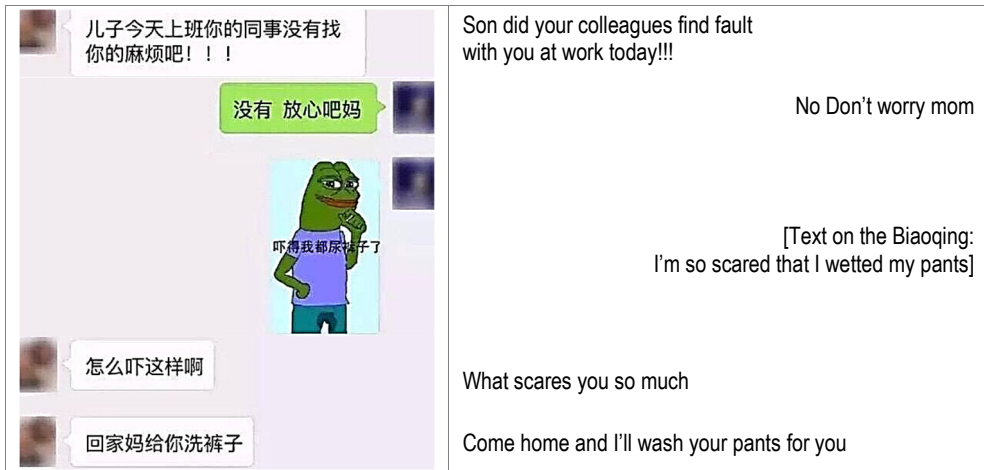 儿子今天上班你的同事没有找
你的麻烦吧！！！
Son did your colleagues find fault
with you at work today!!!
没有 放心吧妈
No Don’t worry mom
吓得我都尿裤子了
[Text on the Biaoqing:
I’m so scared that I wetted my pants]
怎么吓这样啊
What scares you so much
回家妈给你洗裤子
Come home and I’ll wash your pants for you